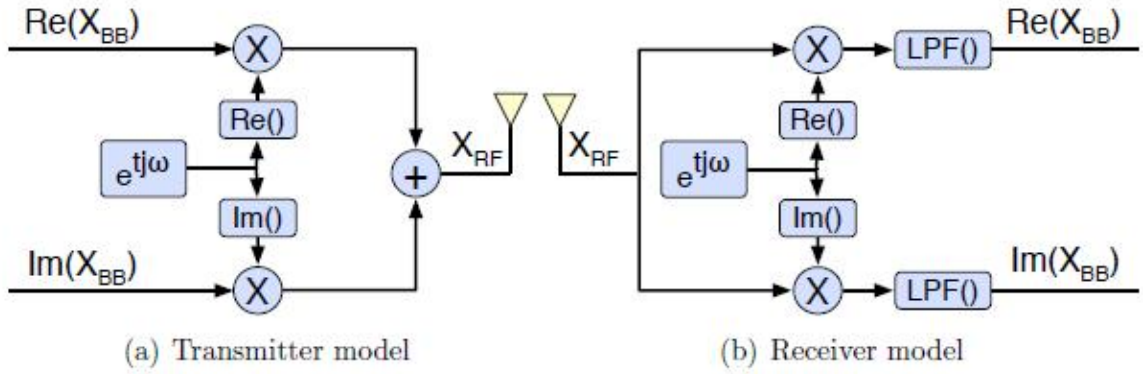 Re(X_BB) X X LPF() Re(X_BB)
Re() Re()
e^tjω + X_RF X_RF e^tjω
Im() Im()
Im(X_BB) X X LPF() Im(X_BB)
(a) Transmitter model (b) Receiver model